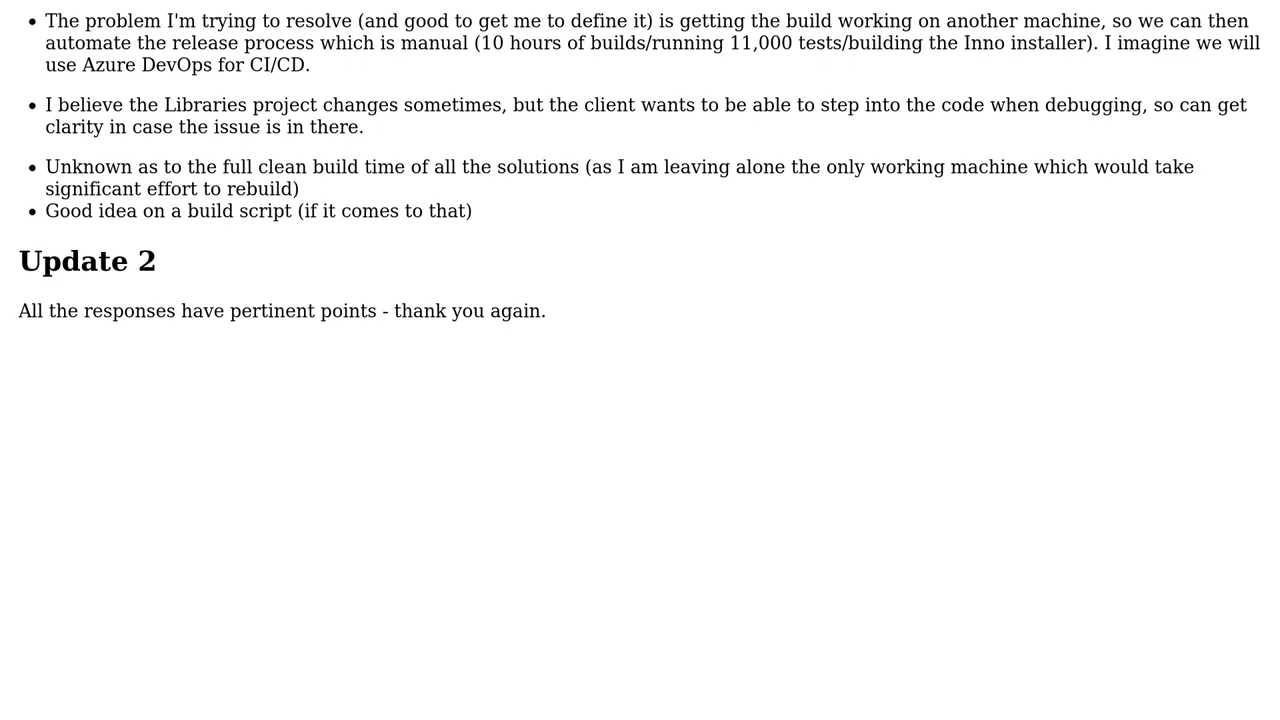 • The problem I'm trying to resolve (and good to get me to define it) is getting the build working on another machine, so we can then
automate the release process which is manual (10 hours of builds/running 11,000 tests/building the Inno installer). I imagine we will
use Azure DevOps for CI/CD.
• I believe the Libraries project changes sometimes, but the client wants to be able to step into the code when debugging, so can get
clarity in case the issue is in there.
• Unknown as to the full clean build time of all the solutions (as I am leaving alone the only working machine which would take
significant effort to rebuild)
• Good idea on a build script (if it comes to that)
Update 2
All the responses have pertinent points - thank you again.